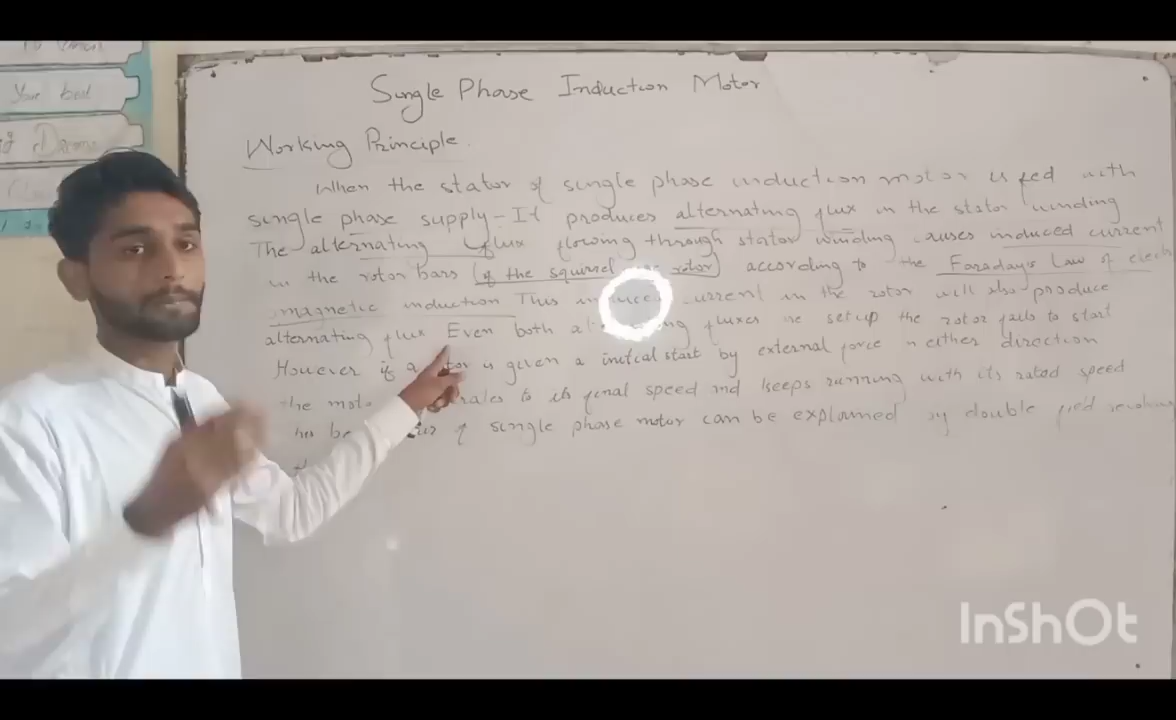 Your best
Single Phase Induction Motor
Working Principle.
When the stator of single phase induction motor is fed with
single phase supply - It produces alternating flux in the stator winding
The alternating flux flowing through stator winding causes induced current
in the rotor bars (of the squirrel rotor) according to the Faraday's Law of elect
magnetic induction This current in the rotor will also produce
alternating flux Even both fluxes setup the rotor fails to start
However if a is given a initial start by external force in either direction
the to its final speed and keeps running with its rated speed
of single phase motor can be explained by double revolving
InShOt